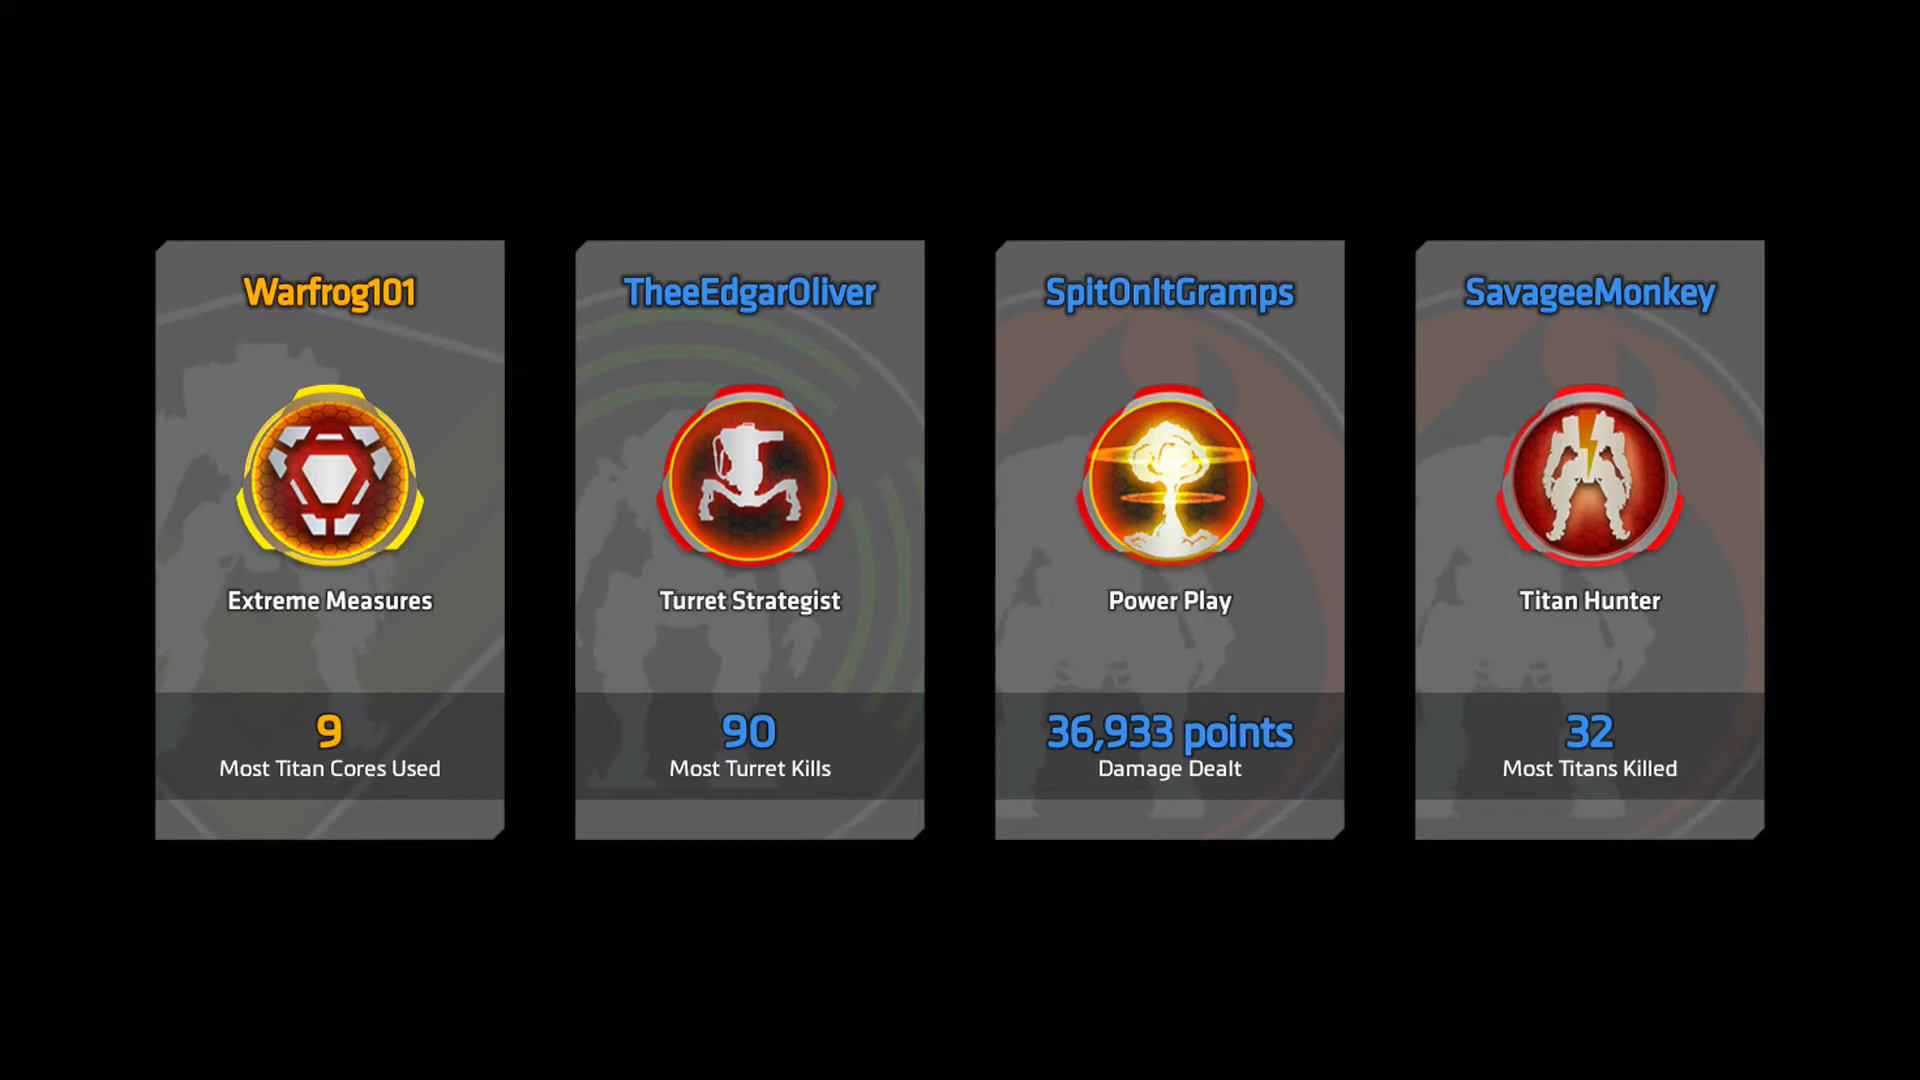 Warfrog101
Extreme Measures
9
Most Titan Cores Used
TheeEdgarOliver
Turret Strategist
90
Most Turret Kills
SpitOnItGramps
Power Play
36,933 points
Damage Dealt
SavageeMonkey
Titan Hunter
32
Most Titans Killed